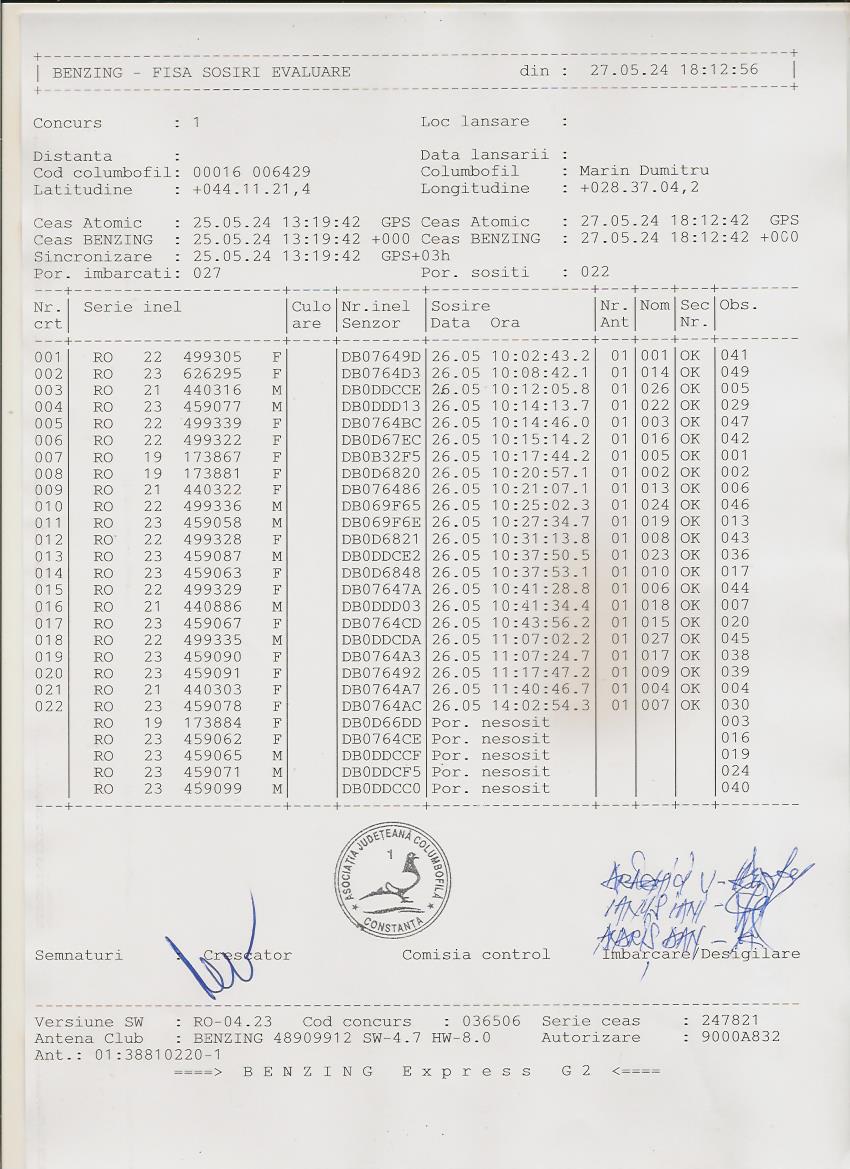 BENZING - FISA SOSIRI EVALUARE din : 27.05.24 18:12:56
Concurs : 1 Loc lansare :
Distanta : Data lansarii :
Cod columbofil: 00016 006429 Columbofil : Marin Dumitru
Latitudine : +044.11.21,4 Longitudine : +028.37.04,2
Ceas Atomic : 25.05.24 13:19:42 GPS Ceas Atomic : 27.05.24 18:12:42 GPS
Ceas BENZING : 25.05.24 13:19:42 +000 Ceas BENZING : 27.05.24 18:12:42 +000
Sincronizare : 25.05.24 13:19:42 GPS+03h
Por. imbarcati: 027 Por. sositi : 022
Nr. Serie inel Culo Nr.inel Sosire Nr. Nom Sec Obs.
crt are Senzor Data Ora Ant Nr.
001 RO 22 499305 F DB07649D 26.05 10:02:43.2 01 001 OK 041
002 RO 23 626295 F DB0764D3 26.05 10:08:42.1 01 014 OK 049
003 RO 21 440316 M DB0DDCCE 26.05 10:12:05.8 01 026 OK 005
004 RO 23 459077 M DB0DDD13 26.05 10:14:13.7 01 022 OK 029
005 RO 22 499339 F DB0764BC 26.05 10:14:46.0 01 003 OK 047
006 RO 22 499322 F DB0D67EC 26.05 10:15:14.2 01 016 OK 042
007 RO 19 173867 F DB0B32F5 26.05 10:17:44.2 01 005 OK 001
008 RO 19 173881 F DB0D6820 26.05 10:20:57.1 01 002 OK 002
009 RO 21 440322 F DB076486 26.05 10:21:07.1 01 013 OK 006
010 RO 22 499336 M DB069F65 26.05 10:25:02.3 01 024 OK 046
011 RO 23 459058 M DB069F6E 26.05 10:27:34.7 01 019 OK 013
012 RO 22 499328 F DB0D6821 26.05 10:31:13.8 01 008 OK 043
013 RO 23 459087 M DB0DDCE2 26.05 10:37:50.5 01 023 OK 036
014 RO 23 459063 F DB0D6848 26.05 10:37:53.1 01 010 OK 017
015 RO 22 499329 F DB07647A 26.05 10:41:28.8 01 006 OK 044
016 RO 21 440886 M DB0DDD03 26.05 10:41:34.4 01 018 OK 007
017 RO 23 459067 F DB0764CD 26.05 10:43:56.2 01 015 OK 020
018 RO 22 499335 M DB0DDCDA 26.05 11:07:02.2 01 027 OK 045
019 RO 23 459090 F DB0764A3 26.05 11:07:24.7 01 017 OK 038
020 RO 23 459091 F DB076492 26.05 11:17:47.2 01 009 OK 039
021 RO 21 440303 F DB0764A7 26.05 11:40:46.7 01 004 OK 004
022 RO 23 459078 F DB0764AC 26.05 14:02:54.3 01 007 OK 030
RO 19 173884 F DB0D66DD Por. nesosit 003
RO 23 459062 F DB0764CE Por. nesosit 016
RO 23 459065 M DB0DDCCF Por. nesosit 019
RO 23 459071 M DB0DDCF5 Por. nesosit 024
RO 23 459099 M DB0DDCC0 Por. nesosit 040
ASOCIAȚIA JUDEȚEANĂ COLUMBOFILA
1
CONSTANȚA
Semnaturi : Crescator Comisia control Imbarcare/Desigilare
Versiune SW : RO-04.23 Cod concurs : 036506 Serie ceas : 247821
Antena Club : BENZING 48909912 SW-4.7 HW-8.0 Autorizare : 9000A832
Ant.: 01:38810220-1
====> BENZING Express G2 <====